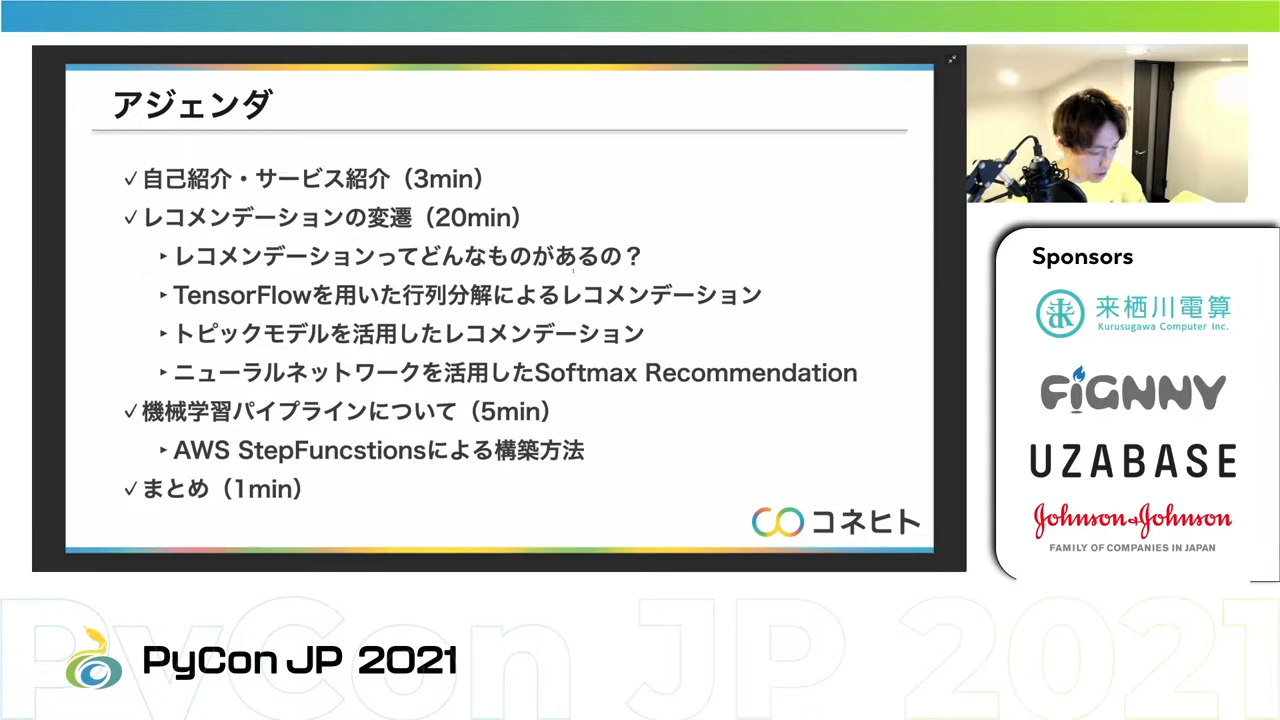 アジェンダ
✓自己紹介・サービス紹介（3min）
✓レコメンデーションの変遷（20min）
‣レコメンデーションってどんなものがあるの？
‣TensorFlowを用いた行列分解によるレコメンデーション
‣トピックモデルを活用したレコメンデーション
‣ニューラルネットワークを活用したSoftmax Recommendation
✓機械学習パイプラインについて（5min）
‣AWS StepFuncstionsによる構築方法
✓まとめ（1min）
コネヒト
Sponsors
来栖川電算
Kurusugawa Computer Inc.
FiGNNY
UZABASE
Johnson&Johnson
FAMILY OF COMPANIES IN JAPAN
PyCon JP 2021
PyCon JP 2021